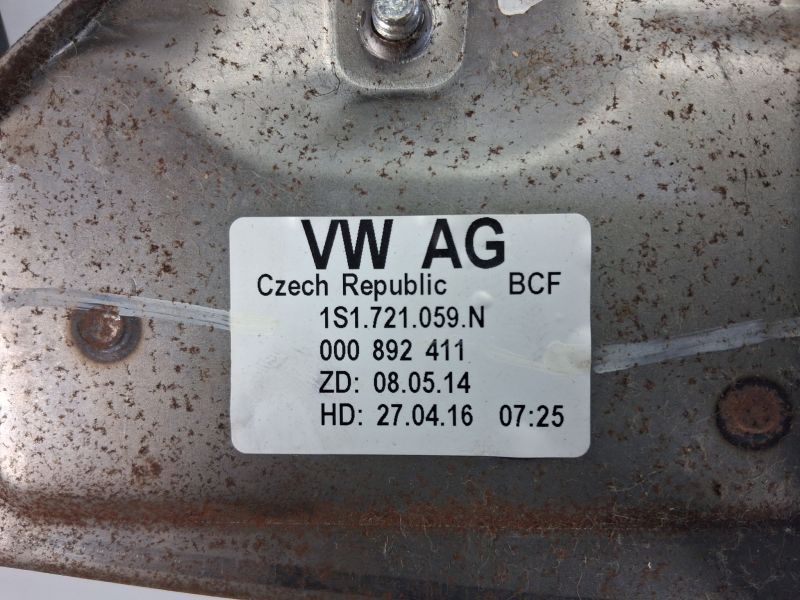 VW AG
Czech Republic BCF
1S1.721.059.N
000 892 411
ZD: 08.05.14
HD: 27.04.16 07:25